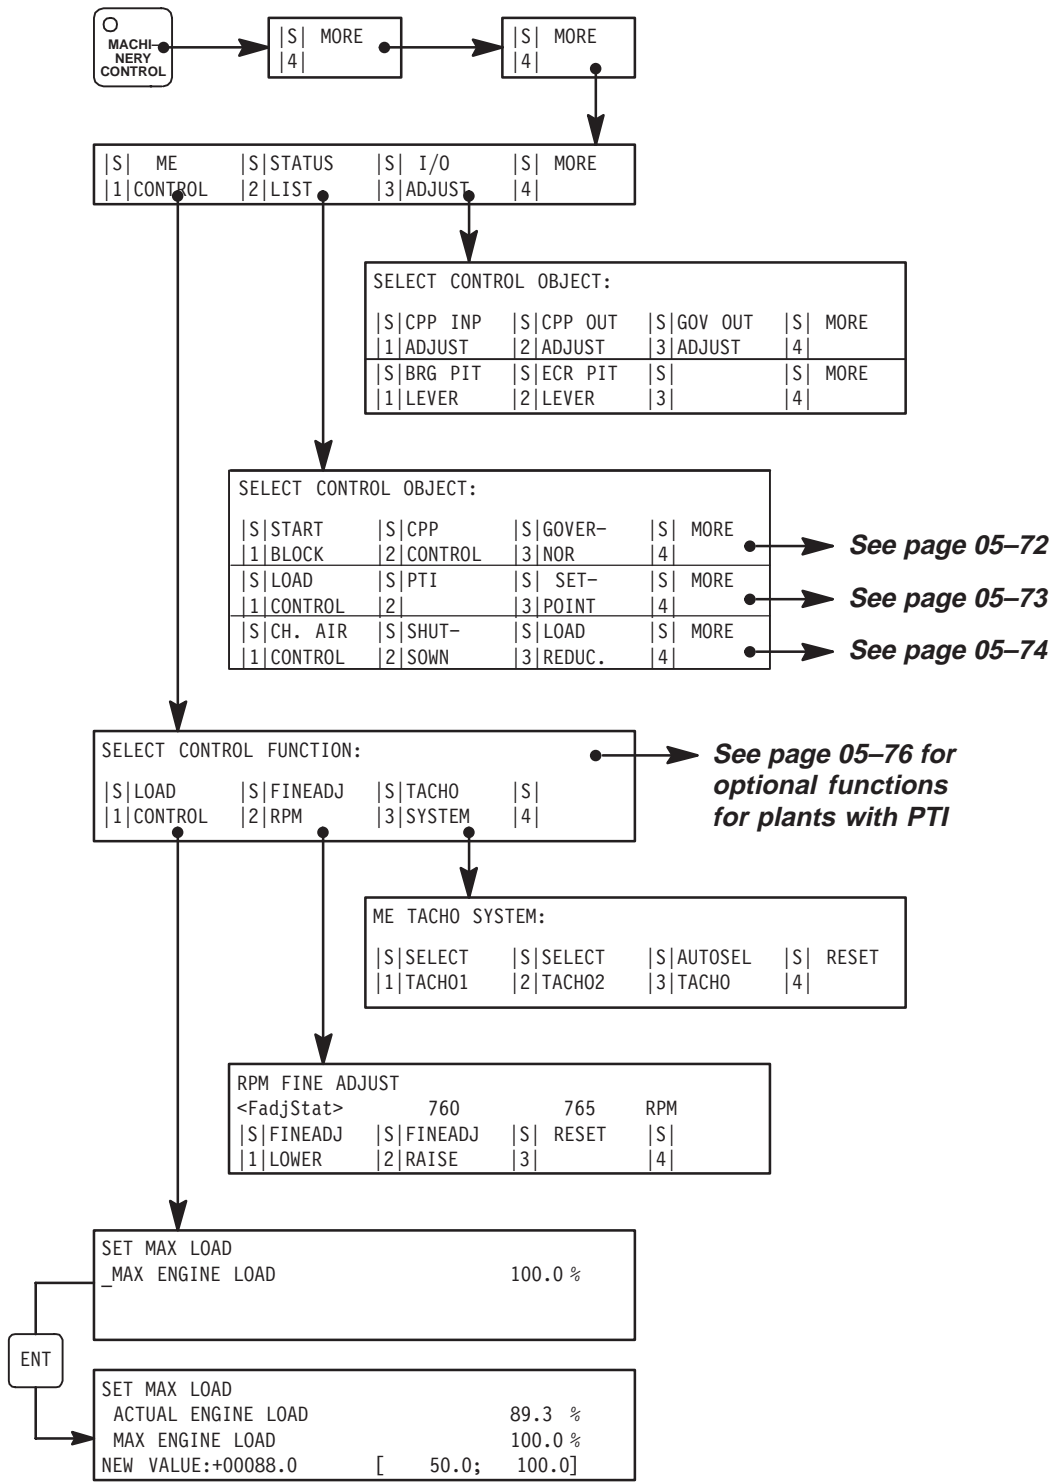 MACHI-
NERY
CONTROL
|S| MORE
|4|
|S| MORE
|4|
|S| ME |S|STATUS |S| I/O |S| MORE
|1|CONTROL |2|LIST |3|ADJUST |4|
SELECT CONTROL OBJECT:
|S|CPP INP |S|CPP OUT |S|GOV OUT |S| MORE
|1|ADJUST |2|ADJUST |3|ADJUST |4|
|S|BRG PIT |S|ECR PIT |S| |S| MORE
|1|LEVER |2|LEVER |3| |4|
SELECT CONTROL OBJECT:
|S|START |S|CPP |S|GOVER- |S| MORE
|1|BLOCK |2|CONTROL |3|NOR |4|
See page 05–72
|S|LOAD |S|PTI |S| SET- |S| MORE
|1|CONTROL |2| |3|POINT |4|
See page 05–73
|S|CH. AIR |S|SHUT- |S|LOAD |S| MORE
|1|CONTROL |2|SOWN |3|REDUC. |4|
See page 05–74
SELECT CONTROL FUNCTION:
|S|LOAD |S|FINEADJ |S|TACHO |S|
|1|CONTROL |2|RPM |3|SYSTEM |4|
See page 05–76 for
optional functions
for plants with PTI
ME TACHO SYSTEM:
|S|SELECT |S|SELECT |S|AUTOSEL |S| RESET
|1|TACHO1 |2|TACHO2 |3|TACHO |4|
RPM FINE ADJUST
<FadjStat> 760 765 RPM
|S|FINEADJ |S|FINEADJ |S| RESET |S|
|1|LOWER |2|RAISE |3| |4|
SET MAX LOAD
_MAX ENGINE LOAD 100.0 %
ENT
SET MAX LOAD
ACTUAL ENGINE LOAD 89.3 %
MAX ENGINE LOAD 100.0 %
NEW VALUE:+00088.0 [ 50.0; 100.0]